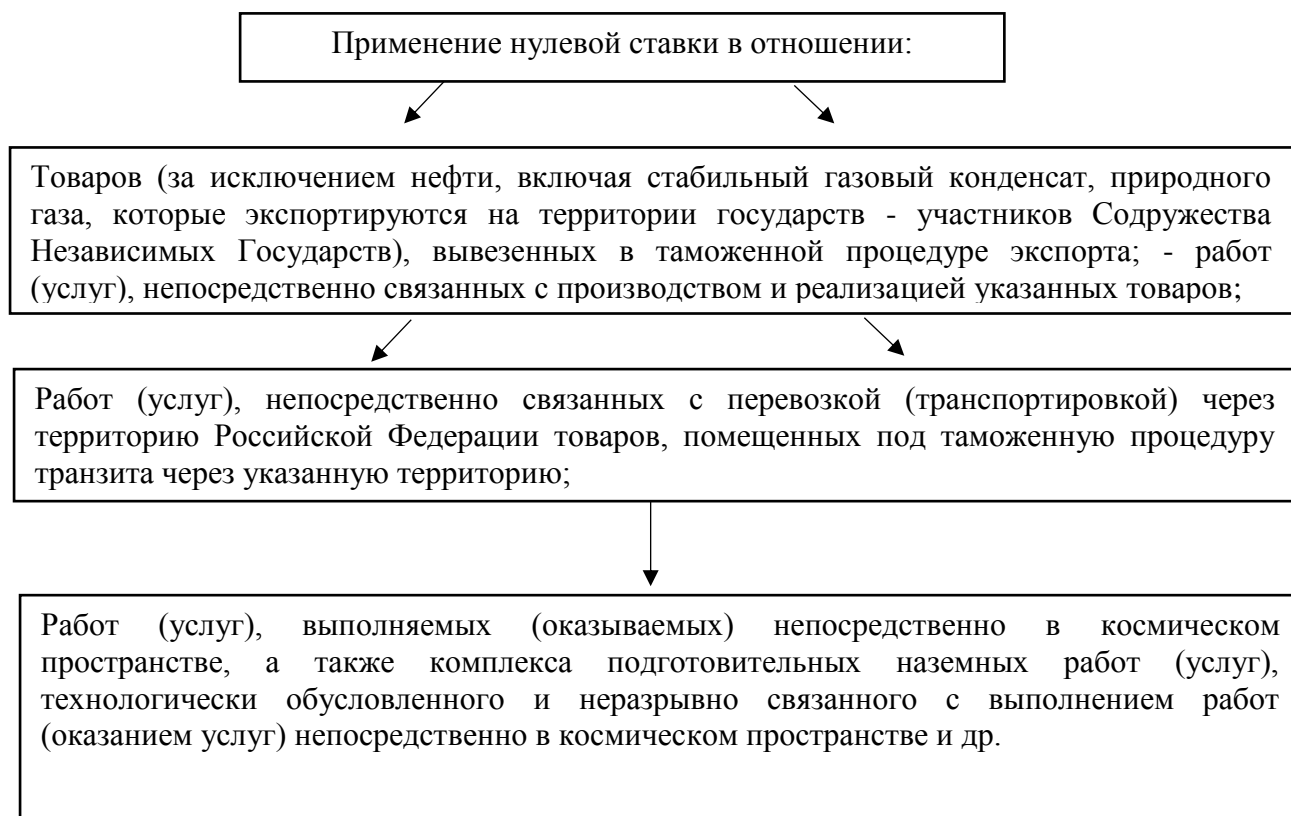 Применение нулевой ставки в отношении:
Товаров (за исключением нефти, включая стабильный газовый конденсат, природного
газа, которые экспортируются на территории государств - участников Содружества
Независимых Государств), вывезенных в таможенной процедуре экспорта; - работ
(услуг), непосредственно связанных с производством и реализацией указанных товаров;
Работ (услуг), непосредственно связанных с перевозкой (транспортировкой) через
территорию Российской Федерации товаров, помещенных под таможенную процедуру
транзита через указанную территорию;
Работ (услуг), выполняемых (оказываемых) непосредственно в космическом
пространстве, а также комплекса подготовительных наземных работ (услуг),
технологически обусловленного и неразрывно связанного с выполнением работ
(оказанием услуг) непосредственно в космическом пространстве и др.